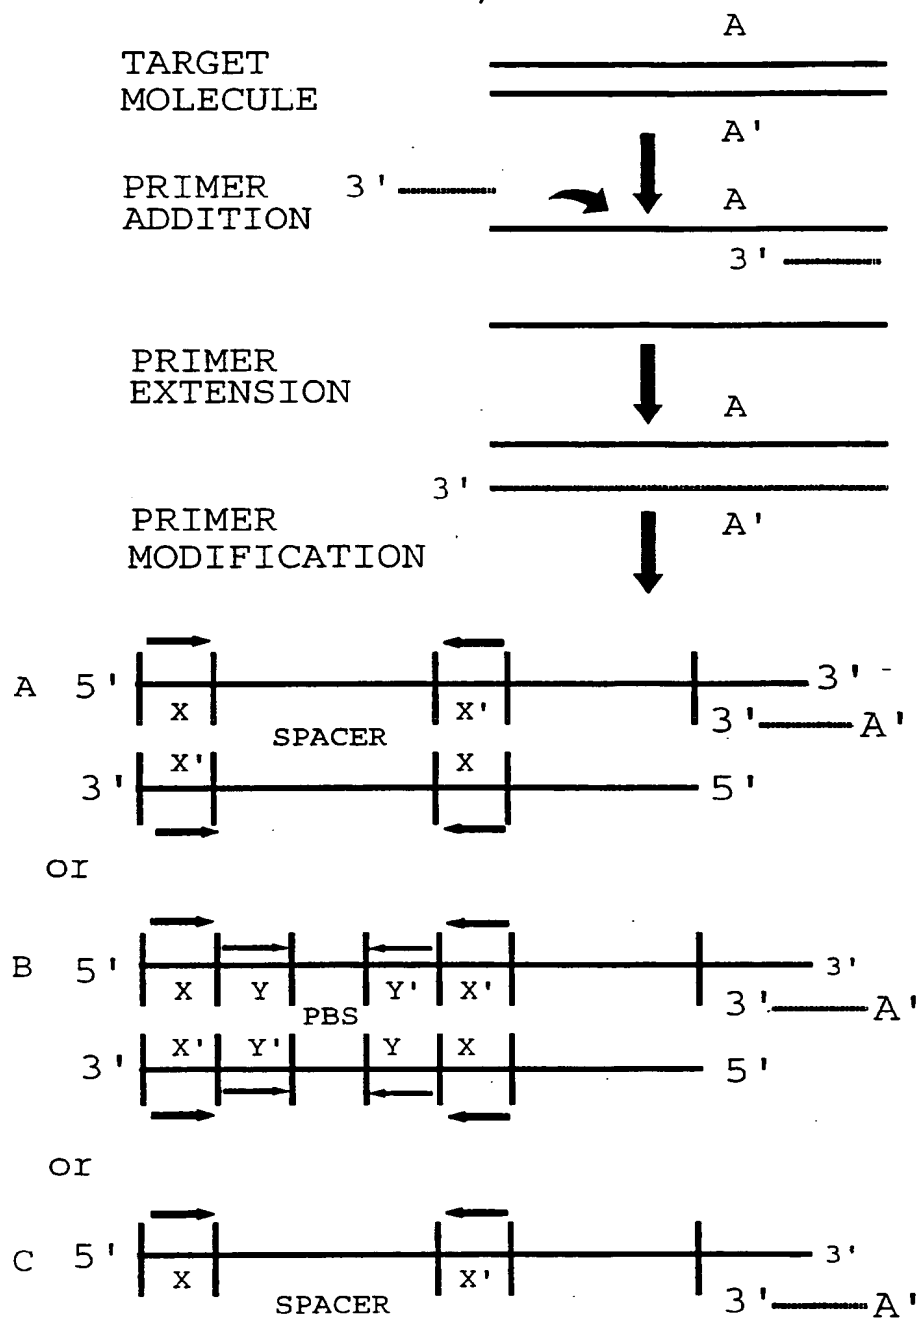 A
TARGET
MOLECULE
A'
PRIMER
ADDITION
3'
A
3'
PRIMER
EXTENSION
A
3'
PRIMER
MODIFICATION
A'
A 5' 3'
X X'
3' A'
SPACER
X' X
3' 5'
or
B 5' 3'
X Y Y' X'
3' A'
PBS
X' Y' Y X
3' 5'
or
C 5' 3'
X X'
SPACER 3' A'